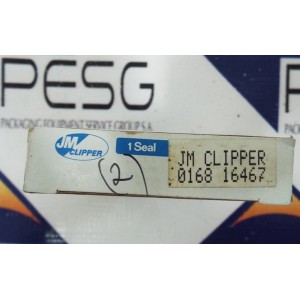 PESG
PACKAGING EQUIPMENT SERVICE GROUP S.A
JM
CLIPPER
1 Seal
(2)
JM CLIPPER
0168 16467